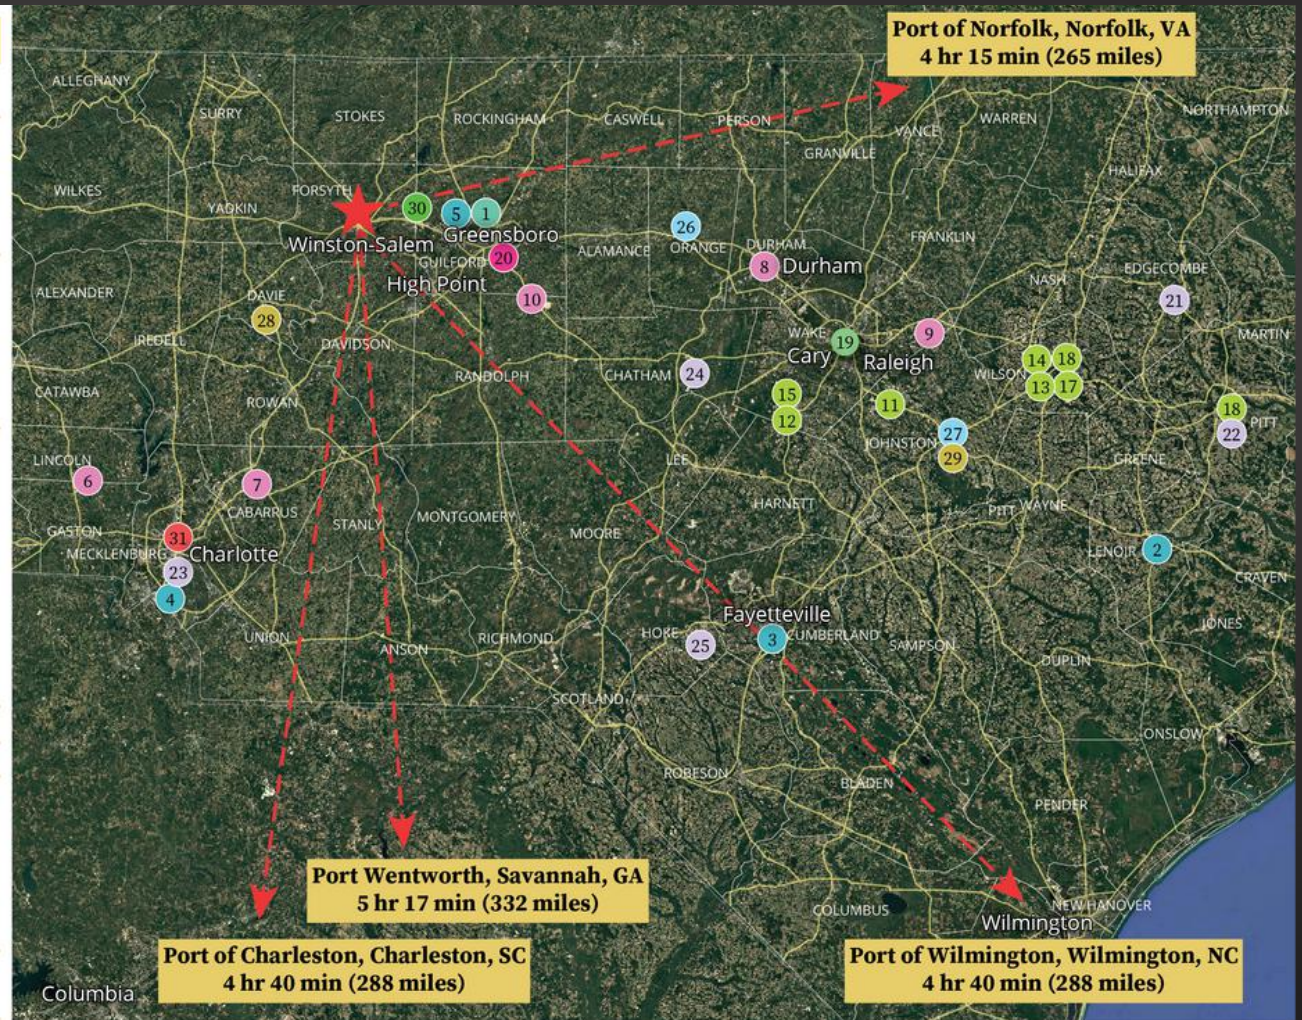 Port of Norfolk, Norfolk, VA
4 hr 15 min (265 miles)
ALLEGHANY
SURRY
STOKES
ROCKINGHAM
CASWELL
PERSON
VANCE
WARREN
NORTHAMPTON
GRANVILLE
HALIFAX
WILKES
YADKIN
FORSYTH
30
5
1
26
Winston-Salem
Greensboro
ALAMANCE
ORANGE
DURHAM
FRANKLIN
GUILFORD
20
8
Durham
NASH
EDGECOMBE
ALEXANDER
DAVIE
High Point
10
21
28
IREDELL
DAVIDSON
WAKE
19
9
MARTIN
Cary
Raleigh
14
18
RANDOLPH
CHATHAM
24
WILSON
13
17
CATAWBA
ROWAN
15
11
18
12
27
PITT
JOHNSTON
22
LINCOLN
LEE
29
GREENE
6
7
CABARRUS
HARNETT
PITT
WAYNE
STANLY
MONTGOMERY
GASTON
31
MOORE
MECKLENBURG
Charlotte
LENOIR
2
23
CRAVEN
4
Fayetteville
JONES
UNION
ANSON
RICHMOND
HOKE
25
3
CUMBERLAND
SAMPSON
DUPLIN
SCOTLAND
ONSLOW
ROBESON
BLADEN
PENDER
Port Wentworth, Savannah, GA
5 hr 17 min (332 miles)
COLUMBUS
NEW HANOVER
Wilmington
Port of Charleston, Charleston, SC
4 hr 40 min (288 miles)
Port of Wilmington, Wilmington, NC
4 hr 40 min (288 miles)
Columbia